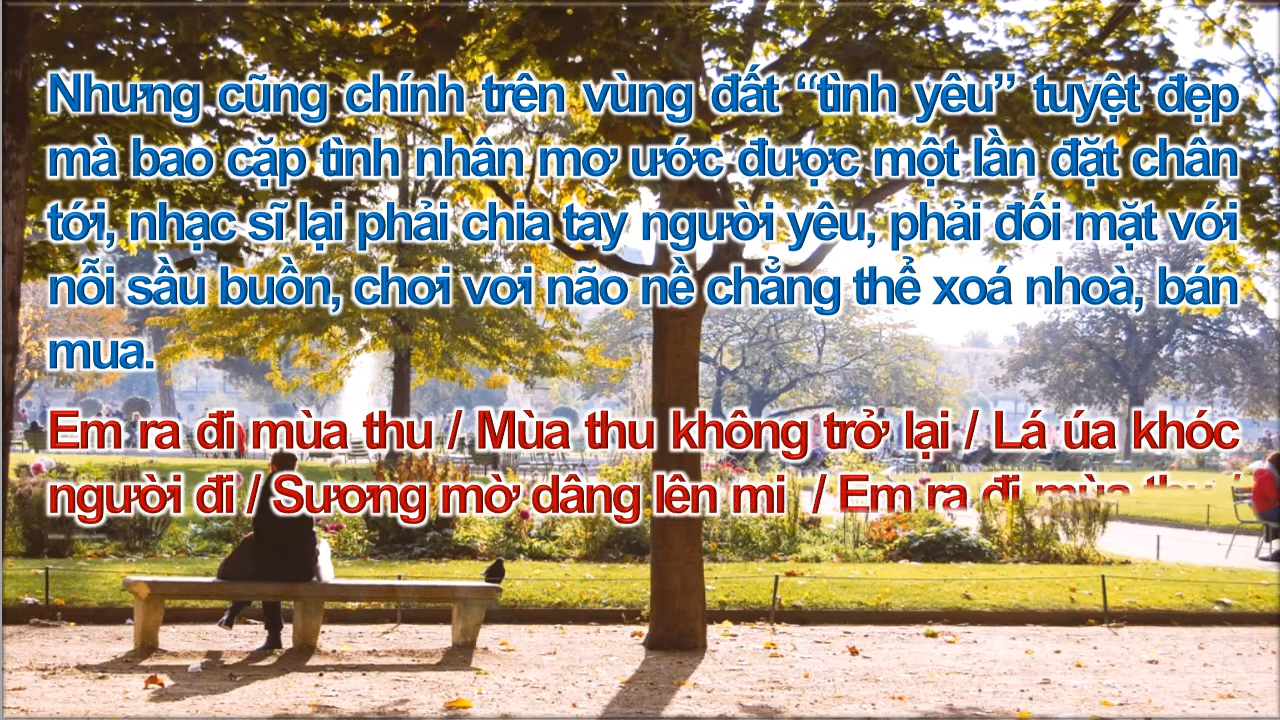 Nhưng cũng chính trên vùng đất “tình yêu” tuyệt đẹp
mà bao cặp tình nhân mơ ước được một lần đặt chân
tới, nhạc sĩ lại phải chia tay người yêu, phải đối mặt với
nỗi sầu buồn, chơi vơi não nề chẳng thể xoá nhoà, bán
mua.
Em ra đi mùa thu / Mùa thu không trở lại / Lá úa khóc
người đi / Sương mờ dâng lên mi / Em ra đi mùa thu /